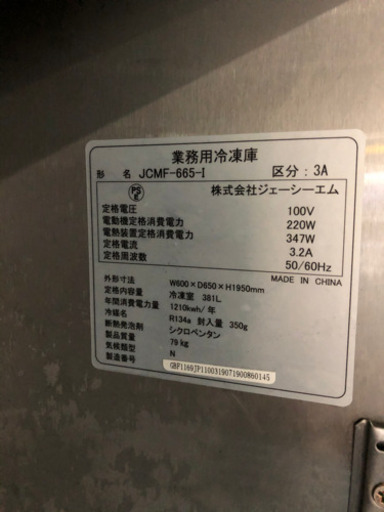 業務用冷凍庫
形 名 JCMF-665-I 区分：3A
PS E 株式会社ジェーシーエム
定格電圧 100V
電動機定格消費電力 220W
電熱装置定格消費電力 347W
定格電流 3.2A
定格周波数 50/60Hz
MADE IN CHINA
外形寸法 W600×D650×H1950mm
定格内容積 冷凍室 381L
年間消費電力量 1210kwh/年
冷媒 R134a 封入量 350g
断熱発泡剤 シクロペンタン
製品質量 79kg
気候類型 N
製造番号 GBF1169JP1100319071900860145